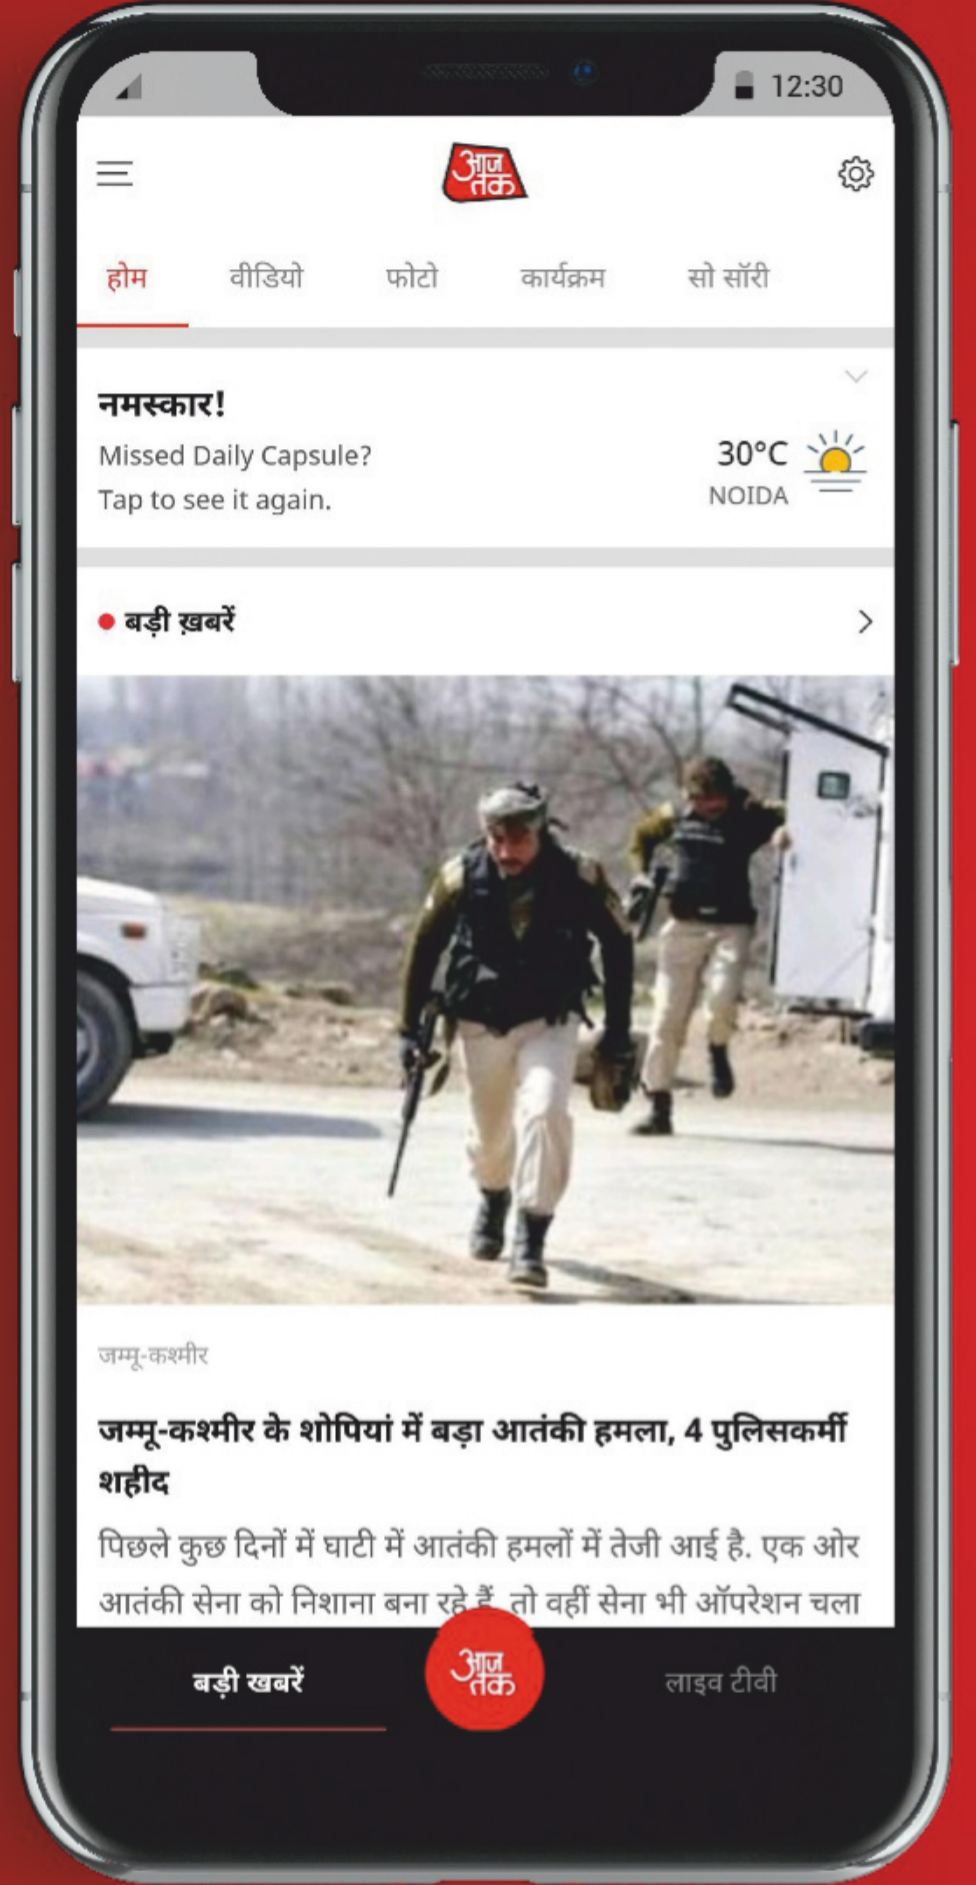 12:30
आज
तक
होम वीडियो फोटो कार्यक्रम सो सॉरी
नमस्कार!
Missed Daily Capsule?
Tap to see it again.
30°C
NOIDA
बड़ी ख़बरें
जम्मू-कश्मीर
जम्मू-कश्मीर के शोपियां में बड़ा आतंकी हमला, 4 पुलिसकर्मी
शहीद
पिछले कुछ दिनों में घाटी में आतंकी हमलों में तेजी आई है. एक ओर
आतंकी सेना को निशाना बना रहे हैं, तो वहीं सेना भी ऑपरेशन चला
बड़ी खबरें
आज
तक
लाइव टीवी